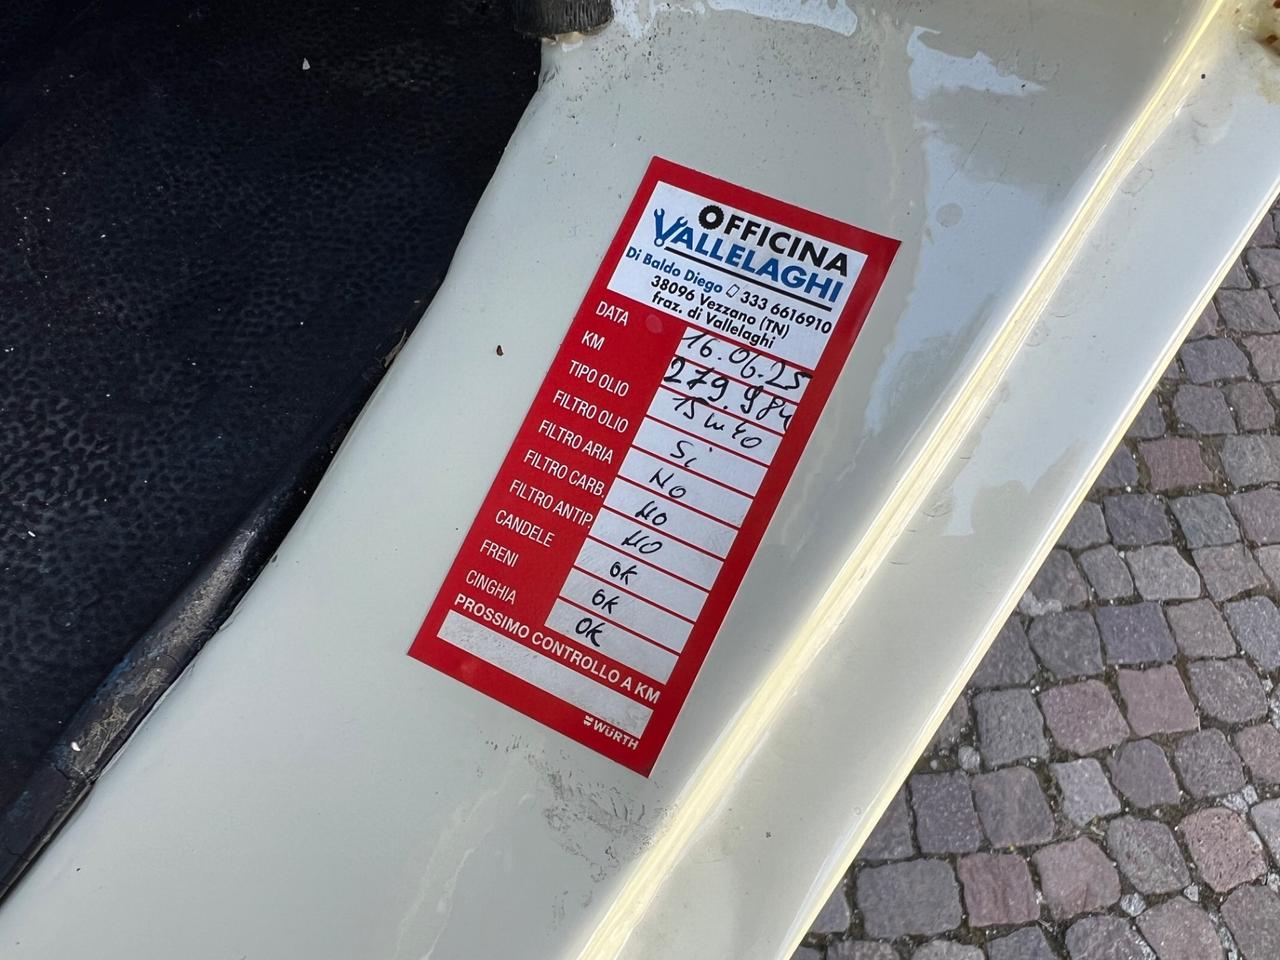 OFFICINA
VALLELAGHI
Di Baldo Diego 333 6616910
38096 Vezzano (TN)
fraz. di Vallelaghi
DATA 16.06.25
KM 279.984
TIPO OLIO 15w40
FILTRO OLIO Si
FILTRO ARIA NO
FILTRO CARB. NO
FILTRO ANTIP. NO
CANDELE OK
FRENI OK
CINGHIA OK
PROSSIMO CONTROLLO A KM
WÜRTH